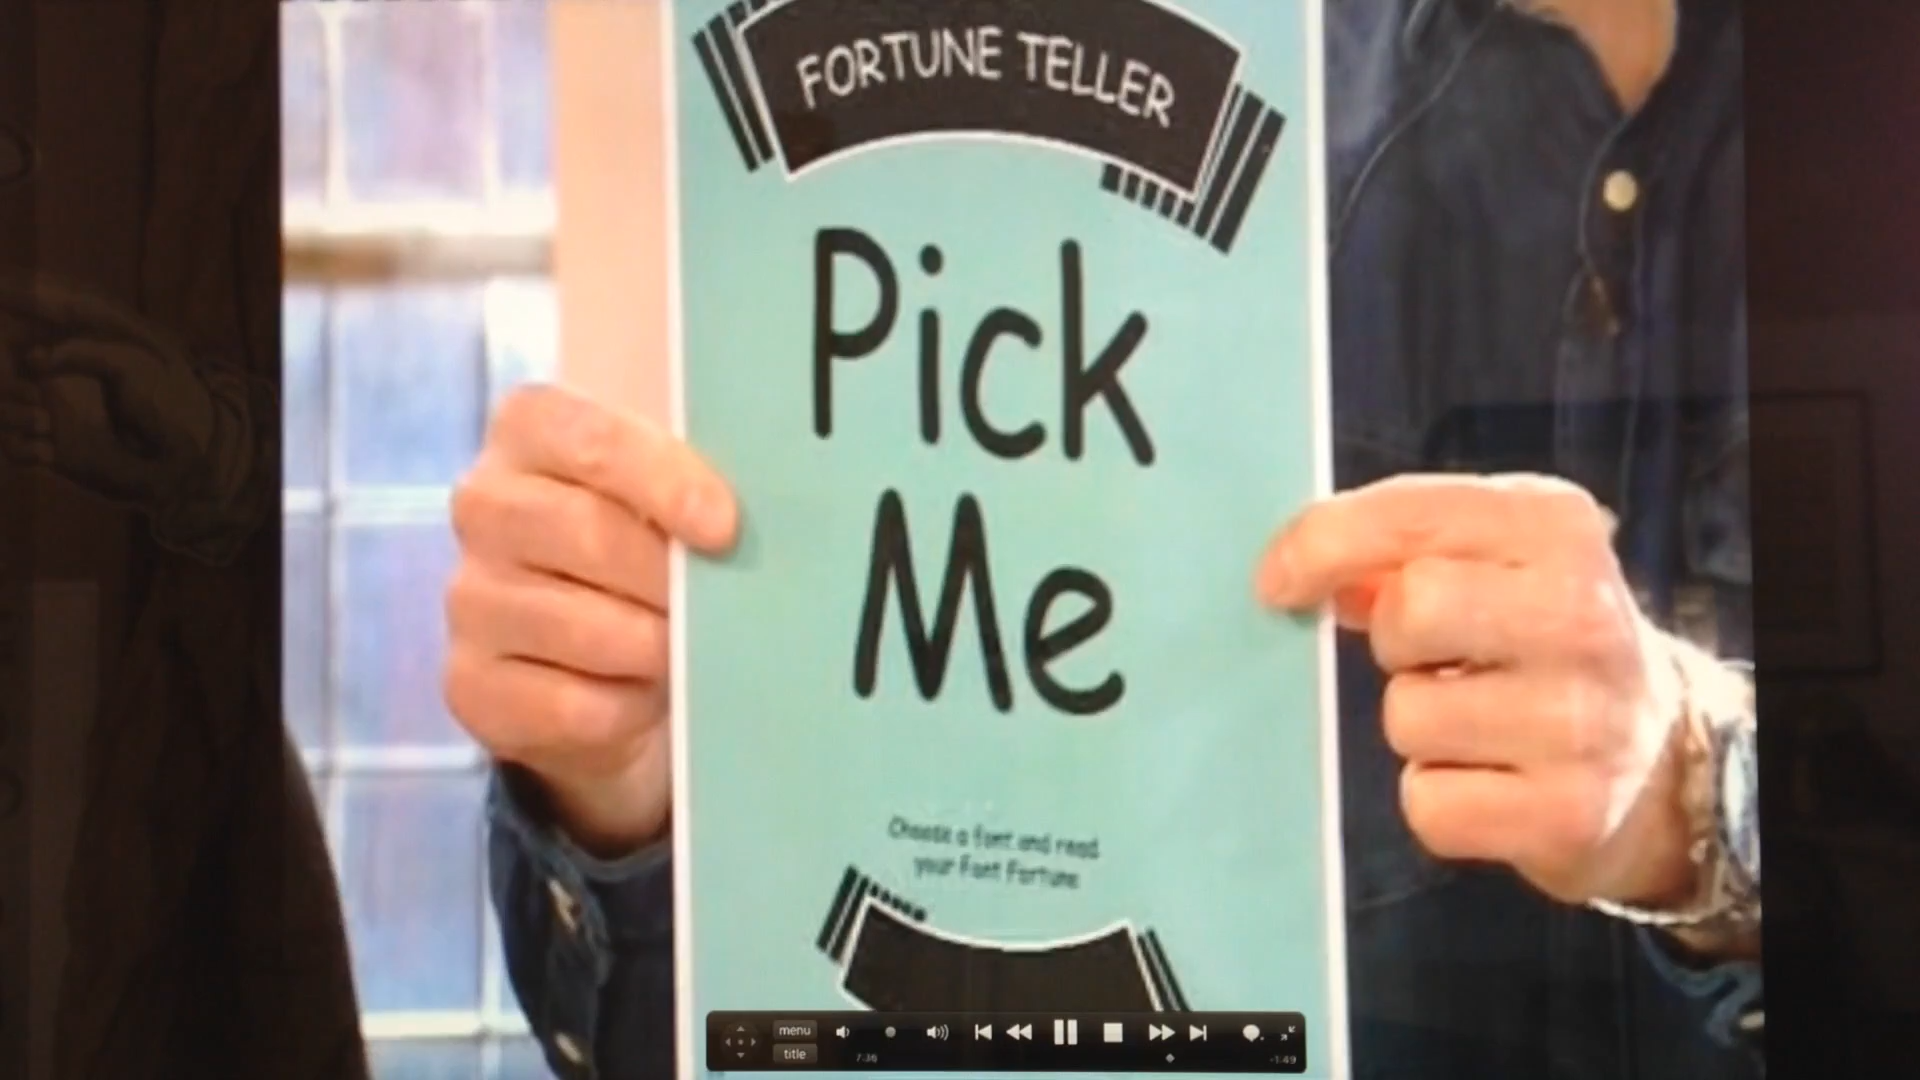 FORTUNE TELLER
Pick
Me
Choose a font and read
your Font Fortune
menu
title
7:36
-1:49